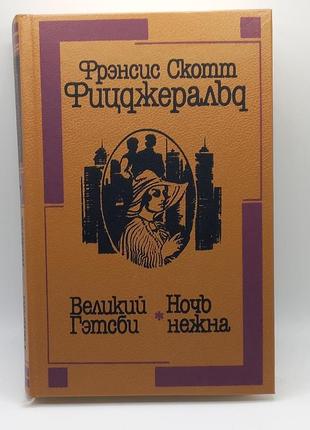 Фрэнсис Скотт
Фицджеральд
Великий
Гэтсби
*
Ночь
нежна